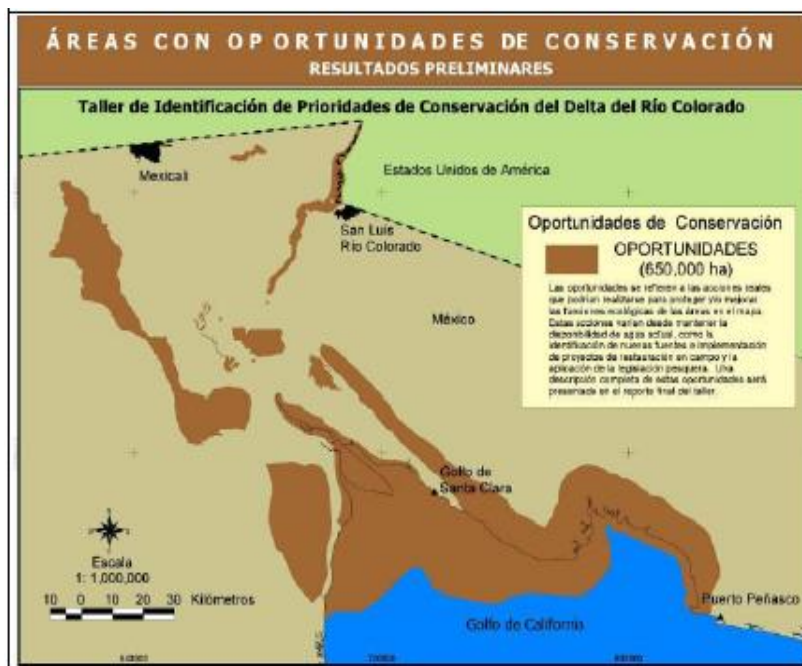 ÁREAS CON OPORTUNIDADES DE CONSERVACIÓN
RESULTADOS PRELIMINARES
Taller de Identificación de Prioridades de Conservación del Delta del Río Colorado
Mexicali
Estados Unidos de América
San Luis
Río Colorado
México
Oportunidades de Conservación
OPORTUNIDADES
(650,000 ha)
Las oportunidades se refieren a las acciones reales
que podrían realizarse para proteger y/o mejorar
las funciones ecológicas de las áreas en el mapa.
Estas acciones varían desde mantener la
disponibilidad de agua actual, como la
identificación de nuevas fuentes e implementación
de proyectos de restauración en campo y la
aplicación de la legislación pesquera. Una
descripción completa de estas oportunidades será
presentada en el reporte final del taller.
Golfo de
Santa Clara
Escala
1: 1,000,000
10 0 10 20 30 Kilómetros
Puerto Peñasco
Golfo de California